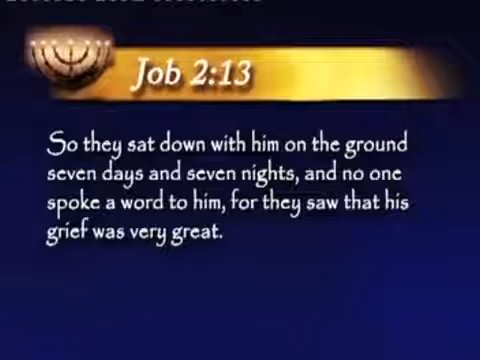 Job 2:13
So they sat down with him on the ground
seven days and seven nights, and no one
spoke a word to him, for they saw that his
grief was very great.